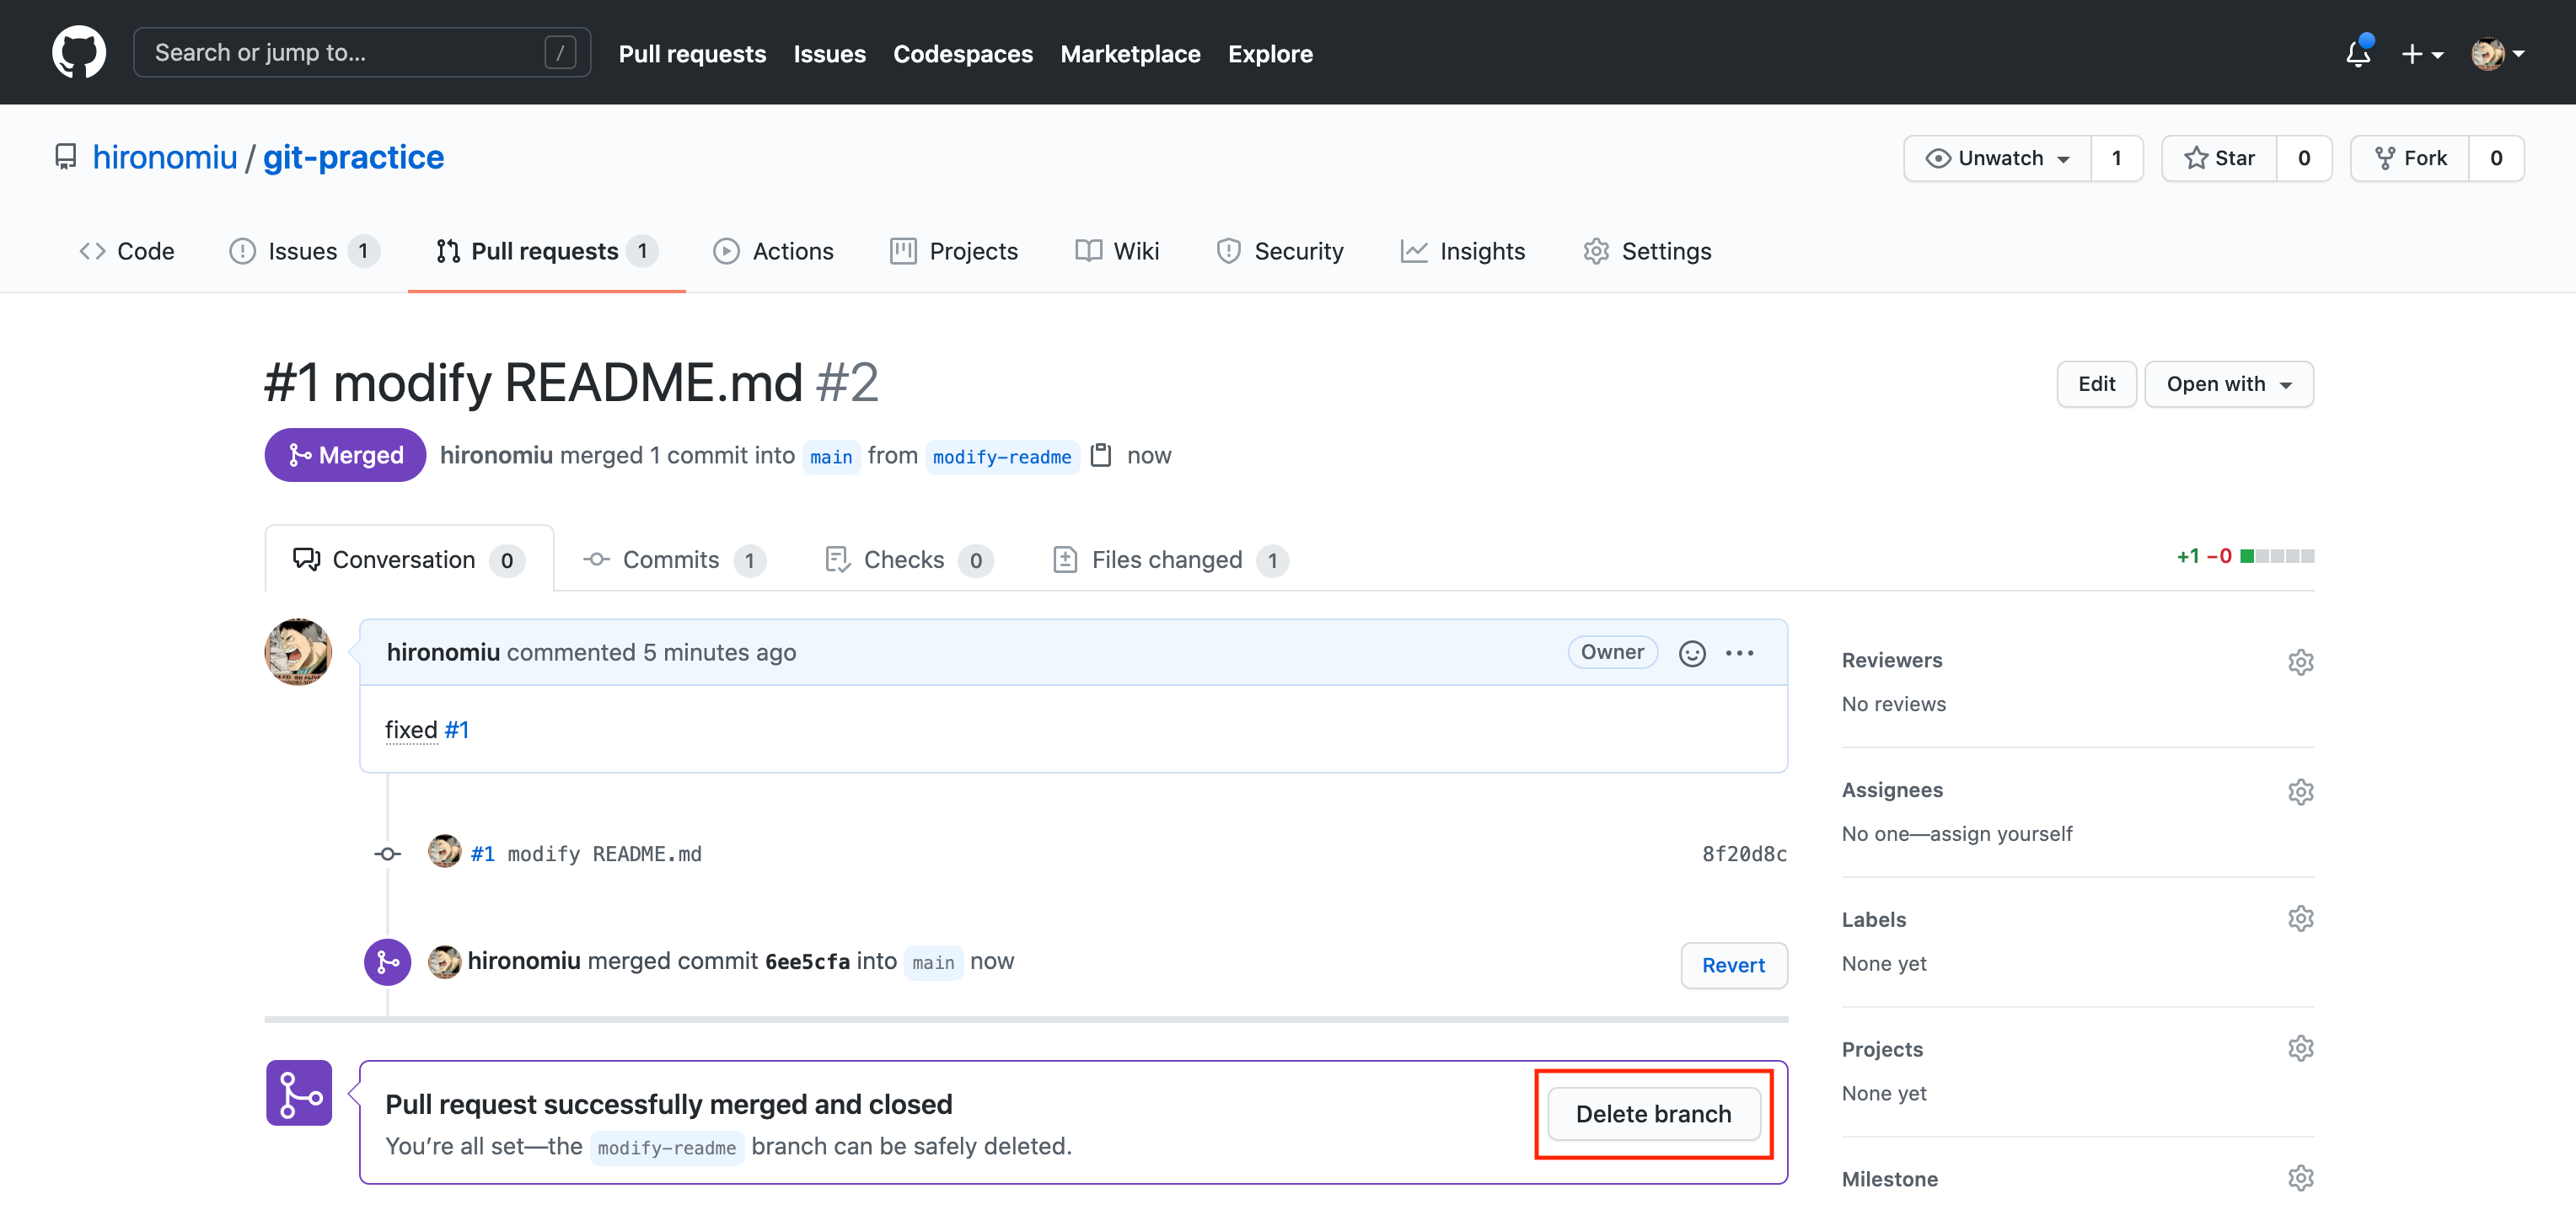 Search or jump to... /
Pull requests Issues Codespaces Marketplace Explore
hironomiu / git-practice
Unwatch 1 Star 0 Fork 0
Code Issues 1 Pull requests 1 Actions Projects Wiki Security Insights Settings
#1 modify README.md #2
Edit Open with
Merged hironomiu merged 1 commit into main from modify-readme now
Conversation 0 Commits 1 Checks 0 Files changed 1
+1 −0
hironomiu commented 5 minutes ago
Owner
fixed #1
#1 modify README.md 8f20d8c
hironomiu merged commit 6ee5cfa into main now
Revert
Pull request successfully merged and closed
You’re all set—the modify-readme branch can be safely deleted.
Delete branch
Reviewers
No reviews
Assignees
No one—assign yourself
Labels
None yet
Projects
None yet
Milestone